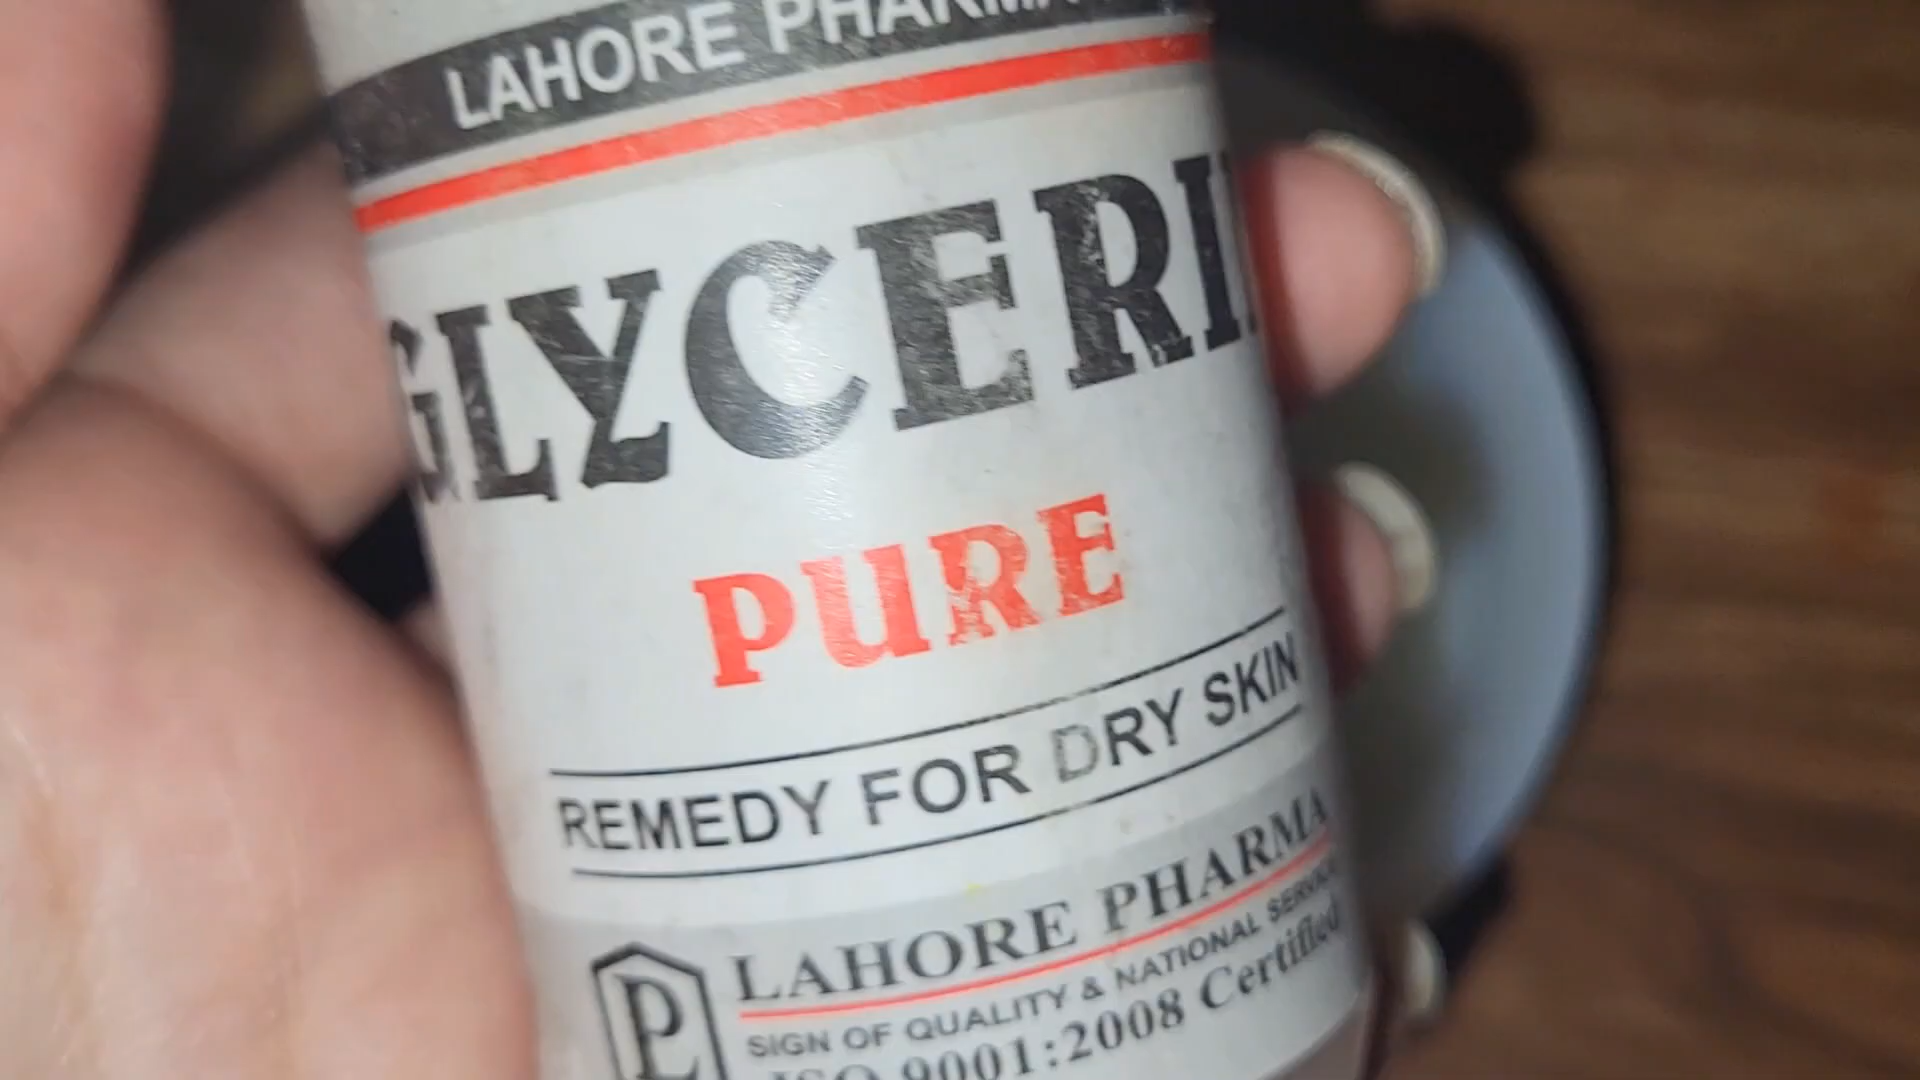 LAHORE PHARMA
GLYCERI
PURE
REMEDY FOR DRY SKIN
LAHORE PHARMA
SIGN OF QUALITY & NATIONAL SERVICE
ISO 9001:2008 Certified